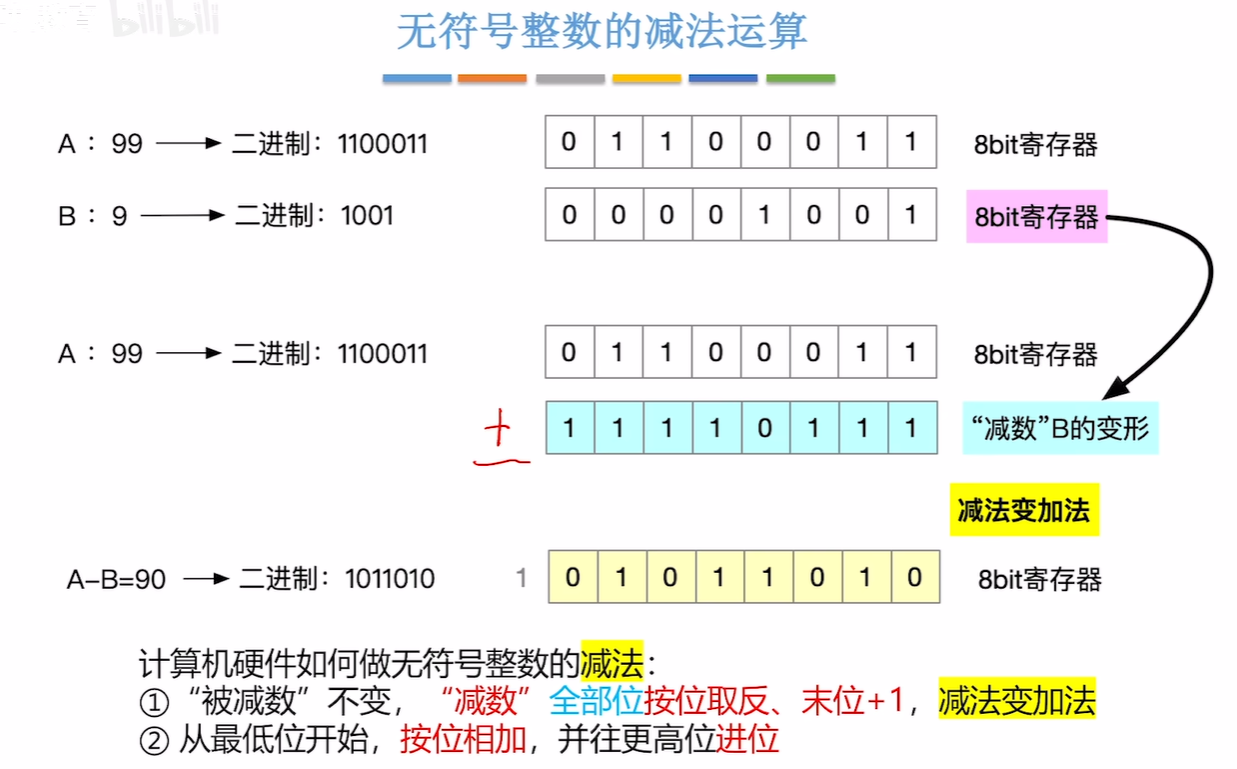 bilibili
无符号整数的减法运算
A：99 → 二进制：1100011 0 1 1 0 0 0 1 1 8bit寄存器
B：9 → 二进制：1001 0 0 0 0 1 0 0 1 8bit寄存器
A：99 → 二进制：1100011 0 1 1 0 0 0 1 1 8bit寄存器
+ 1 1 1 1 0 1 1 1 “减数”B的变形
减法变加法
A-B=90 → 二进制：1011010 1 0 1 0 1 1 0 1 0 8bit寄存器
计算机硬件如何做无符号整数的减法：
①“被减数”不变，“减数”全部位按位取反、末位+1，减法变加法
② 从最低位开始，按位相加，并往更高位进位